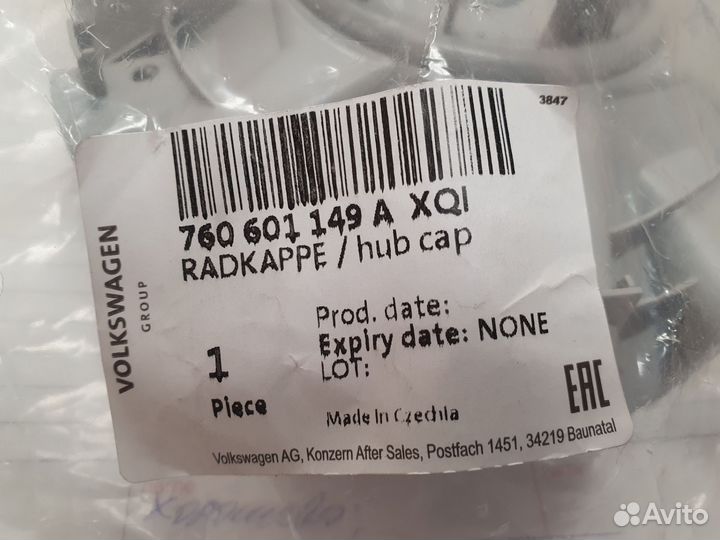 3847
VOLKSWAGEN
GROUP
760 601 149 A XQI
RADKAPPE / hub cap
Prod. date:
Expiry date: NONE
LOT:
1
Piece
Made In Czechia
EAC
Volkswagen AG, Konzern After Sales, Postfach 1451, 34219 Baunatal
Avito